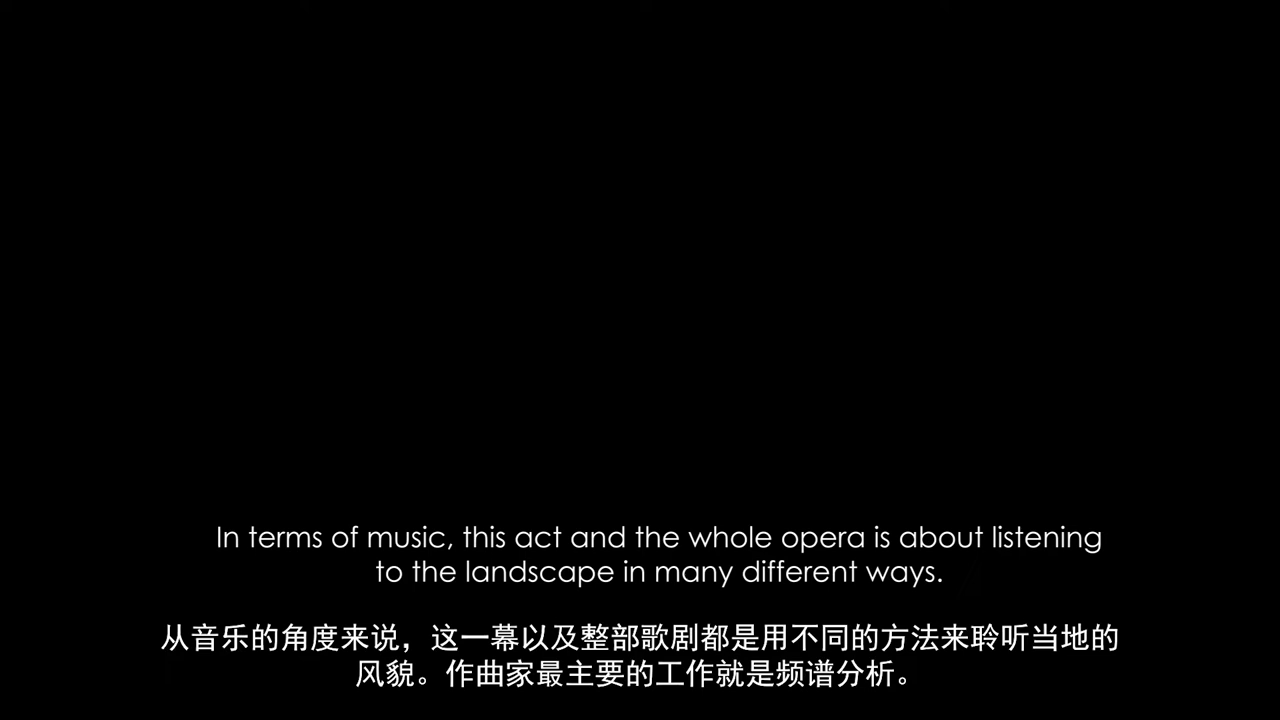 In terms of music, this act and the whole opera is about listening
to the landscape in many different ways.
从音乐的角度来说，这一幕以及整部歌剧都是用不同的方法来聆听当地的
风貌。作曲家最主要的工作就是频谱分析。